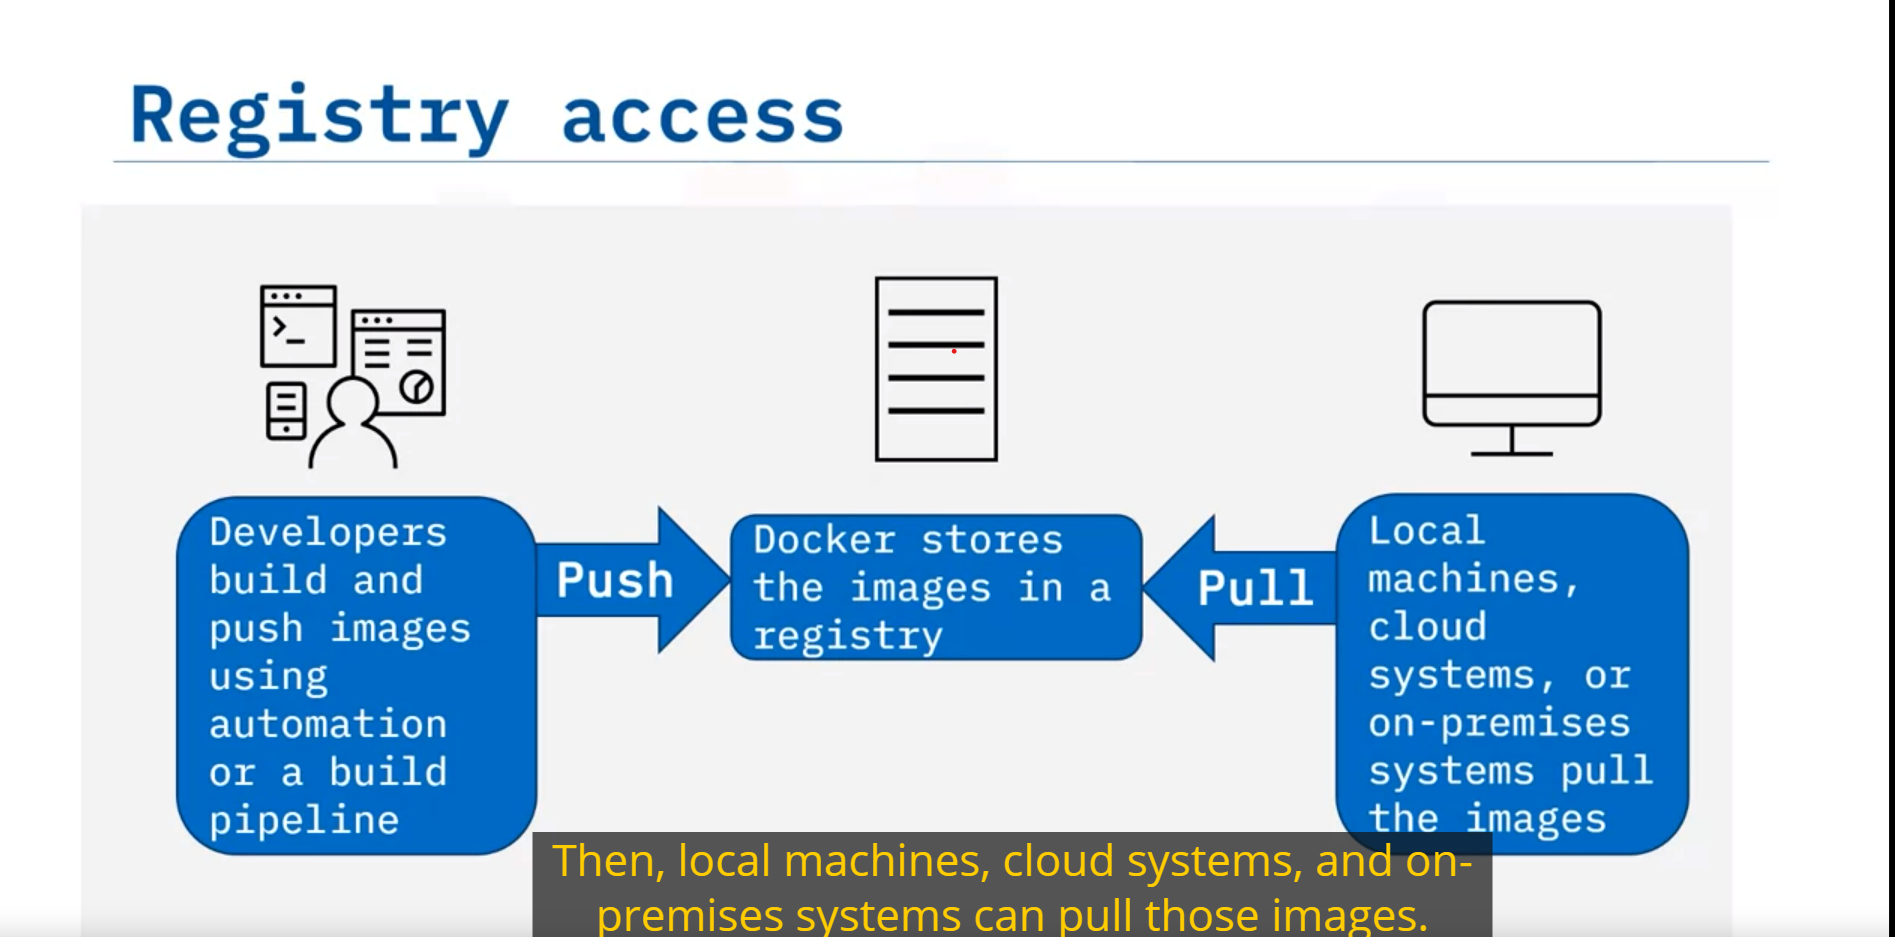 Registry access
>_
Developers
build and
push images
using
automation
or a build
pipeline
Push
Docker stores
the images in a
registry
Pull
Local
machines,
cloud
systems, or
on-premises
systems pull
the images
Then, local machines, cloud systems, and on-
premises systems can pull those images.